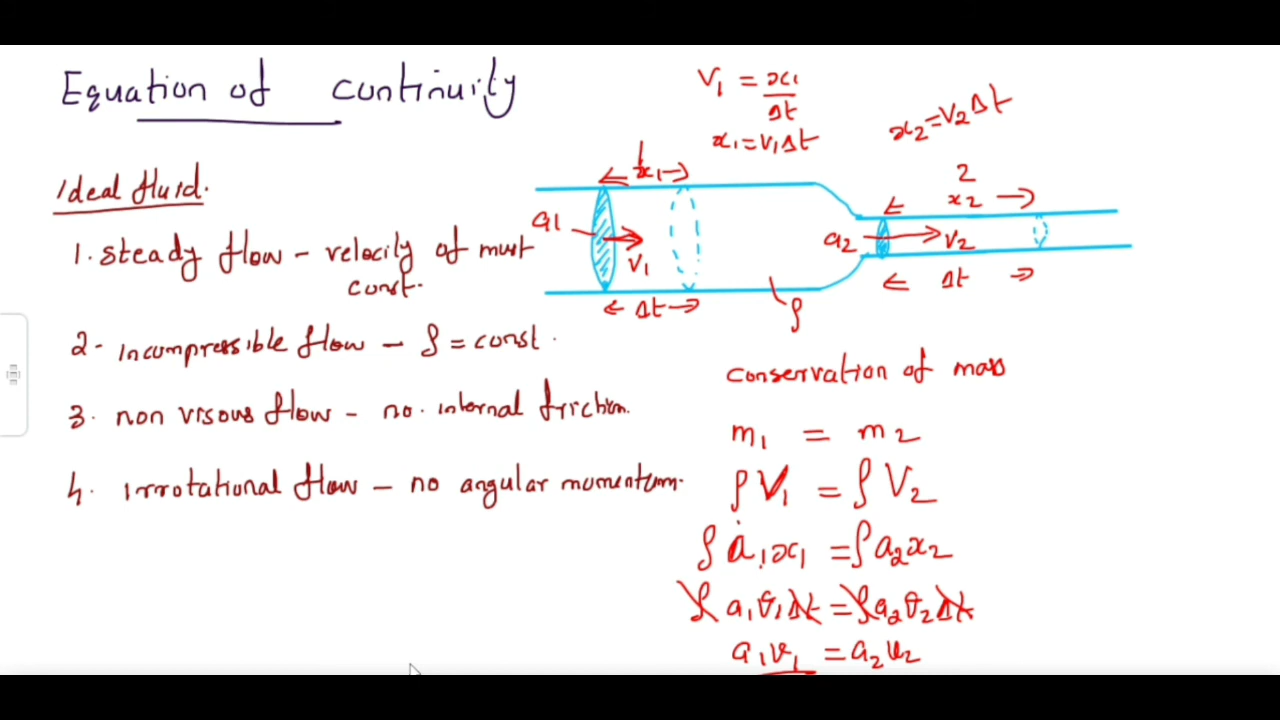 Equation of continuity
Ideal fluid.
1. steady flow – velocity of must
const.
2- incompressible flow – ρ = const.
3. non visous flow – no. internal friction.
4. irrotational flow – no angular momentum.
V₁ = x₁
Δt
x₁ = V₁Δt
x₂ = V₂Δt
1
x₁
2
x₂
a₁
V₁
a₂
V₂
Δt
Δt
ρ
conservation of mass
m₁ = m₂
ρV₁ = ρV₂
ρa₁x₁ = ρa₂x₂
ρa₁v₁Δt = ρa₂v₂Δt
a₁v₁ = a₂v₂